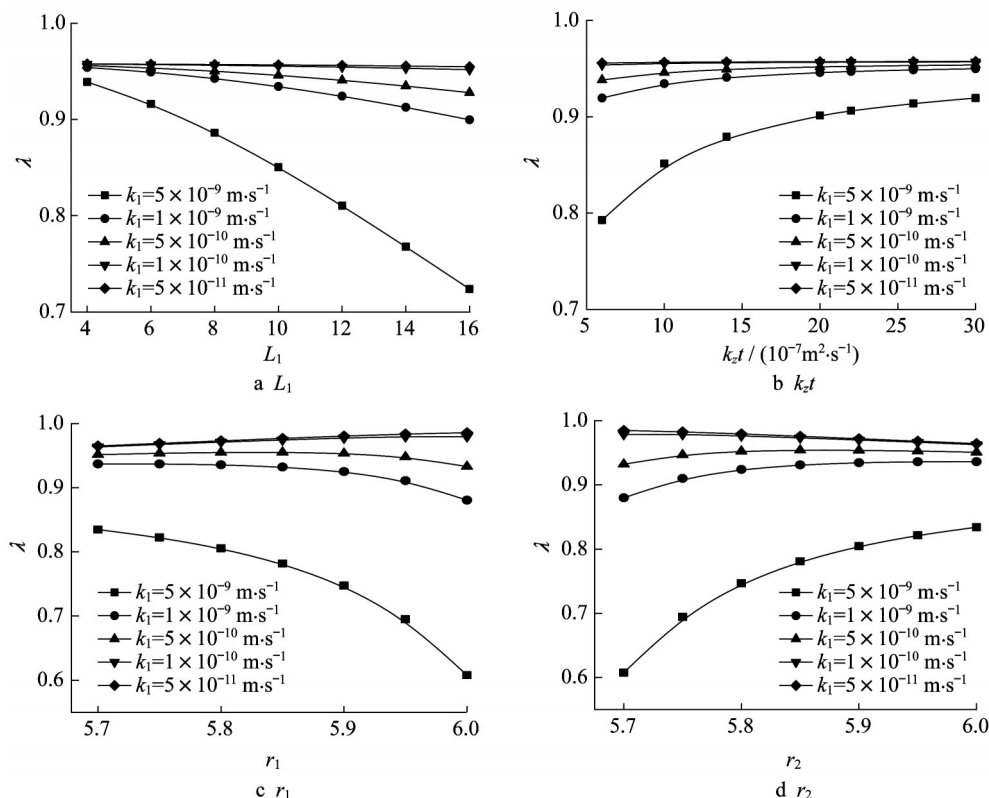 1.0
0.9
0.8
0.7
λ
k₁=5×10⁻⁹ m·s⁻¹
k₁=1×10⁻⁹ m·s⁻¹
k₁=5×10⁻¹⁰ m·s⁻¹
k₁=1×10⁻¹⁰ m·s⁻¹
k₁=5×10⁻¹¹ m·s⁻¹
4 6 8 10 12 14 16
L₁
a L₁
1.0
0.9
0.8
0.7
λ
k₁=5×10⁻⁹ m·s⁻¹
k₁=1×10⁻⁹ m·s⁻¹
k₁=5×10⁻¹⁰ m·s⁻¹
k₁=1×10⁻¹⁰ m·s⁻¹
k₁=5×10⁻¹¹ m·s⁻¹
5 10 15 20 25 30
k_zt / (10⁻⁷m²·s⁻¹)
b k_zt
1.0
0.9
0.8
0.7
0.6
λ
k₁=5×10⁻⁹ m·s⁻¹
k₁=1×10⁻⁹ m·s⁻¹
k₁=5×10⁻¹⁰ m·s⁻¹
k₁=1×10⁻¹⁰ m·s⁻¹
k₁=5×10⁻¹¹ m·s⁻¹
5.7 5.8 5.9 6.0
r₁
c r₁
1.0
0.9
0.8
0.7
0.6
λ
k₁=5×10⁻⁹ m·s⁻¹
k₁=1×10⁻⁹ m·s⁻¹
k₁=5×10⁻¹⁰ m·s⁻¹
k₁=1×10⁻¹⁰ m·s⁻¹
k₁=5×10⁻¹¹ m·s⁻¹
5.7 5.8 5.9 6.0
r₂
d r₂